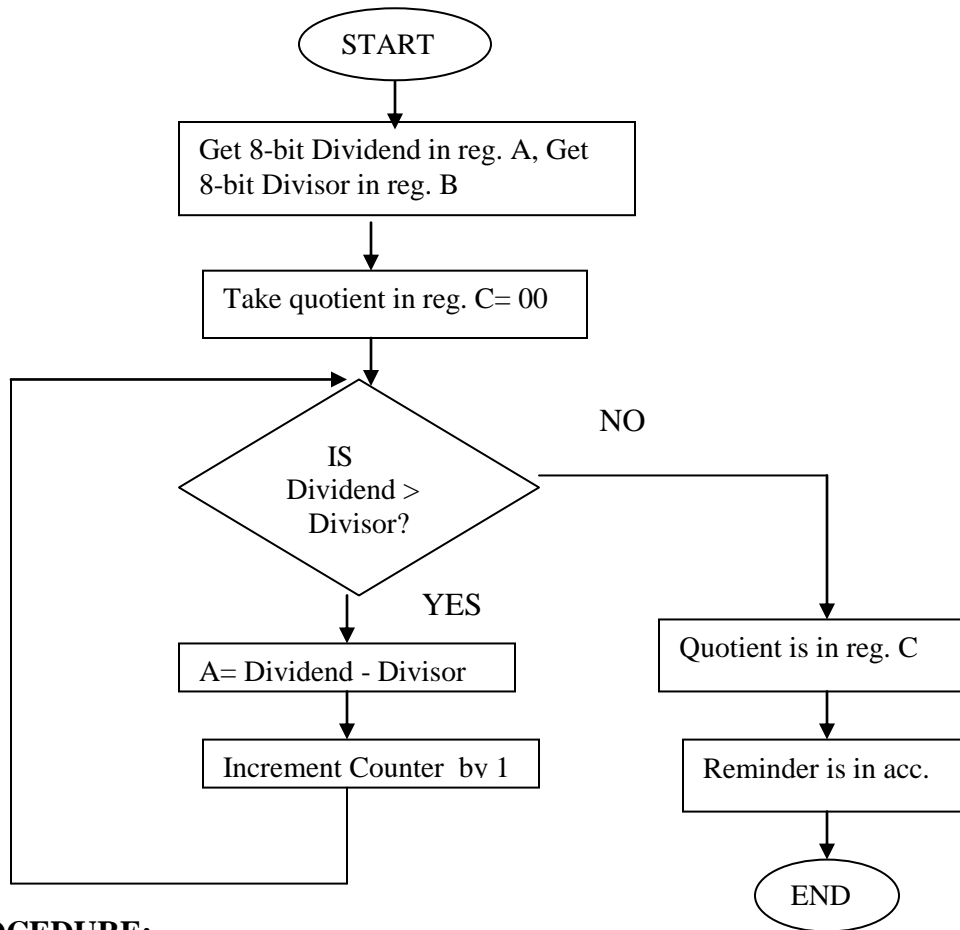 START
Get 8-bit Dividend in reg. A, Get
8-bit Divisor in reg. B
Take quotient in reg. C= 00
NO
IS
Dividend >
Divisor?
YES
A= Dividend - Divisor
Increment Counter by 1
Quotient is in reg. C
Reminder is in acc.
END